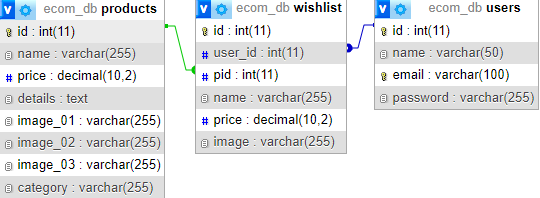 ecom_db products
id : int(11)
name : varchar(255)
price : decimal(10,2)
details : text
image_01 : varchar(255)
image_02 : varchar(255)
image_03 : varchar(255)
category : varchar(255)
ecom_db wishlist
id : int(11)
user_id : int(11)
pid : int(11)
name : varchar(255)
price : decimal(10,2)
image : varchar(255)
ecom_db users
id : int(11)
name : varchar(50)
email : varchar(100)
password : varchar(255)